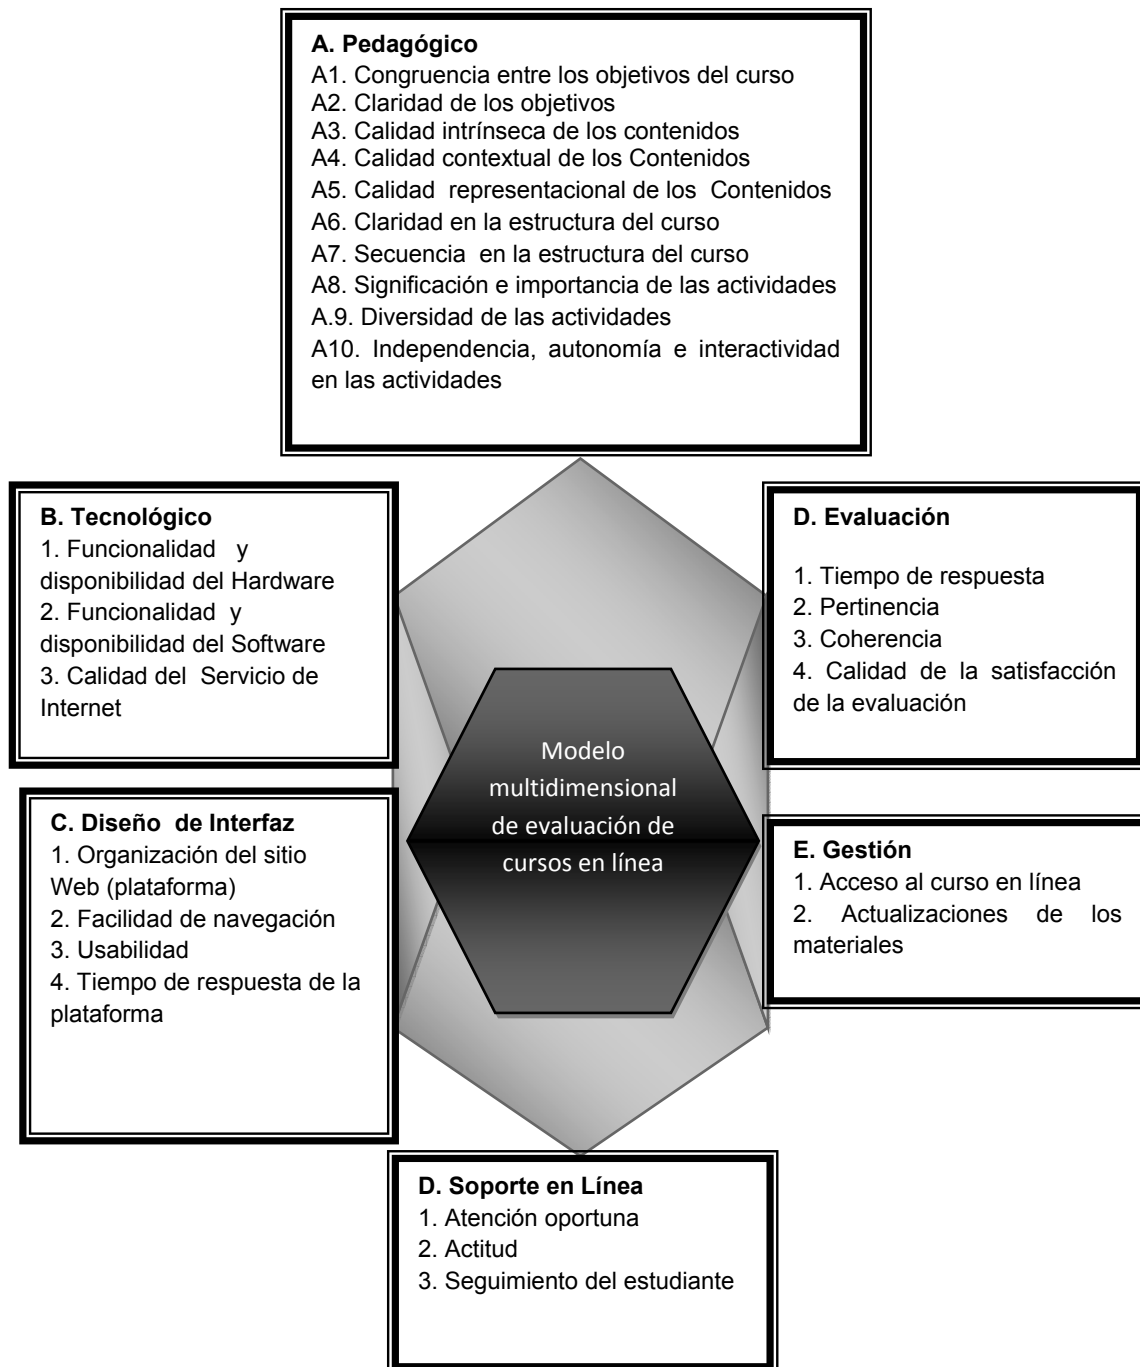 A. Pedagógico
A1. Congruencia entre los objetivos del curso
A2. Claridad de los objetivos
A3. Calidad intrínseca de los contenidos
A4. Calidad contextual de los Contenidos
A5. Calidad representacional de los Contenidos
A6. Claridad en la estructura del curso
A7. Secuencia en la estructura del curso
A8. Significación e importancia de las actividades
A.9. Diversidad de las actividades
A10. Independencia, autonomía e interactividad
en las actividades
B. Tecnológico
1. Funcionalidad y
disponibilidad del Hardware
2. Funcionalidad y
disponibilidad del Software
3. Calidad del Servicio de
Internet
D. Evaluación
1. Tiempo de respuesta
2. Pertinencia
3. Coherencia
4. Calidad de la satisfacción
de la evaluación
Modelo
multidimensional
de evaluación de
cursos en línea
C. Diseño de Interfaz
1. Organización del sitio
Web (plataforma)
2. Facilidad de navegación
3. Usabilidad
4. Tiempo de respuesta de la
plataforma
E. Gestión
1. Acceso al curso en línea
2. Actualizaciones de los
materiales
D. Soporte en Línea
1. Atención oportuna
2. Actitud
3. Seguimiento del estudiante